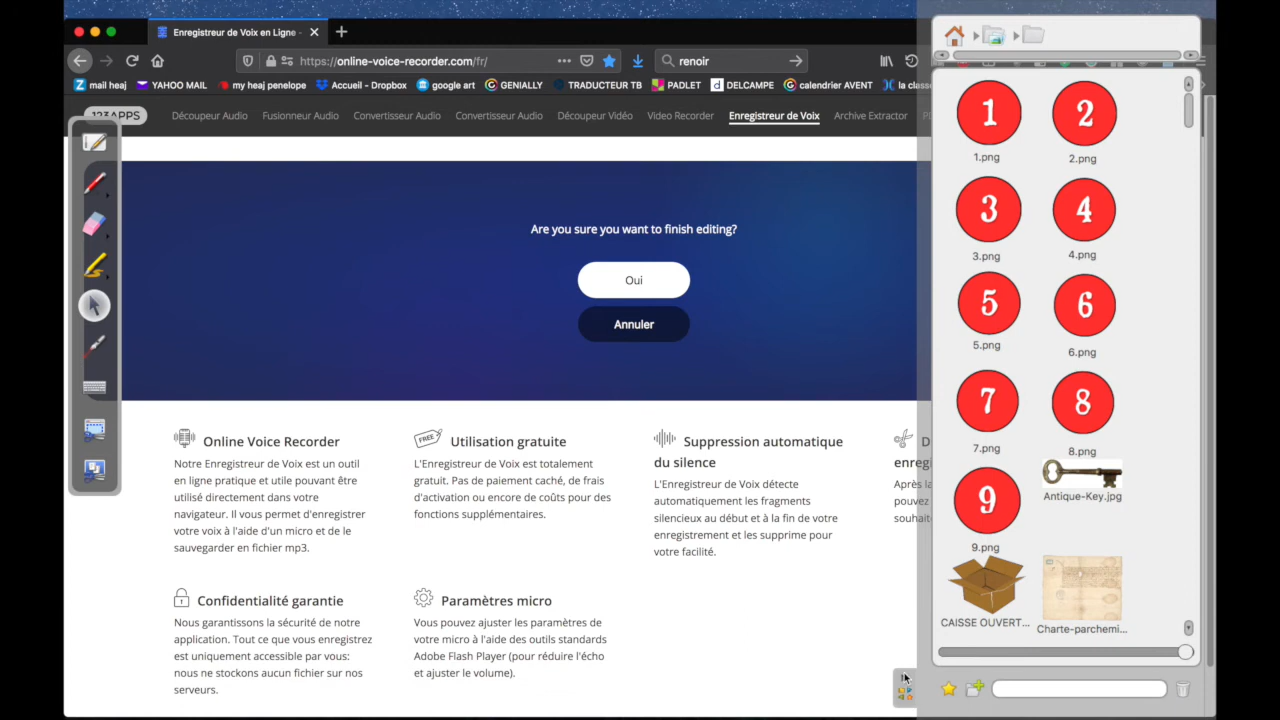 Enregistreur de Voix en Ligne -
https://online-voice-recorder.com/fr/
renoir
mail heaj
YAHOO MAIL
my heaj penelope
Accueil - Dropbox
google art
GENIALLY
TRADUCTEUR TB
PADLET
DELCAMPE
calendrier AVENT
la classe
123APPS
Découpeur Audio
Fusionneur Audio
Convertisseur Audio
Convertisseur Audio
Découpeur Vidéo
Video Recorder
Enregistreur de Voix
Archive Extractor
Are you sure you want to finish editing?
Oui
Annuler
Online Voice Recorder
Notre Enregistreur de Voix est un outil
en ligne pratique et utile pouvant être
utilisé directement dans votre
navigateur. Il vous permet d'enregistrer
votre voix à l'aide d'un micro et de le
sauvegarder en fichier mp3.
FREE
Utilisation gratuite
L'Enregistreur de Voix est totalement
gratuit. Pas de paiement caché, de frais
d'activation ou encore de coûts pour des
fonctions supplémentaires.
Suppression automatique
du silence
L'Enregistreur de Voix détecte
automatiquement les fragments
silencieux au début et à la fin de votre
enregistrement et les supprime pour
votre facilité.
D
enreg
Après la
pouvez
souhait
Confidentialité garantie
Nous garantissons la sécurité de notre
application. Tout ce que vous enregistrez
est uniquement accessible par vous:
nous ne stockons aucun fichier sur nos
serveurs.
Paramètres micro
Vous pouvez ajuster les paramètres de
votre micro à l'aide des outils standards
Adobe Flash Player (pour réduire l'écho
et ajuster le volume).
1
1.png
2
2.png
3
3.png
4
4.png
5
5.png
6
6.png
7
7.png
8
8.png
9
9.png
Antique-Key.jpg
CAISSE OUVERT...
Charte-parchemi...